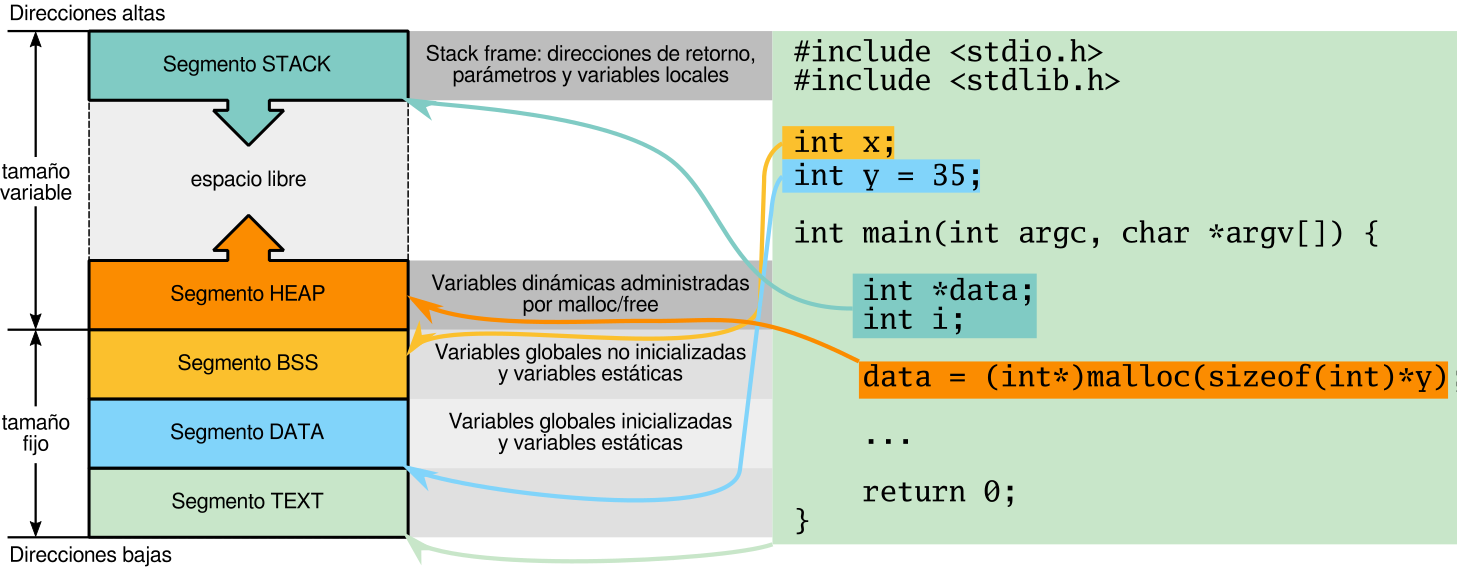 Direcciones altas
Segmento STACK
Stack frame: direcciones de retorno,
parámetros y variables locales
espacio libre
tamaño
variable
Segmento HEAP
Variables dinámicas administradas
por malloc/free
Segmento BSS
Variables globales no inicializadas
y variables estáticas
tamaño
fijo
Segmento DATA
Variables globales inicializadas
y variables estáticas
Segmento TEXT
Direcciones bajas
#include <stdio.h>
#include <stdlib.h>
int x;
int y = 35;
int main(int argc, char *argv[]) {
int *data;
int i;
data = (int*)malloc(sizeof(int)*y);
...
return 0;
}